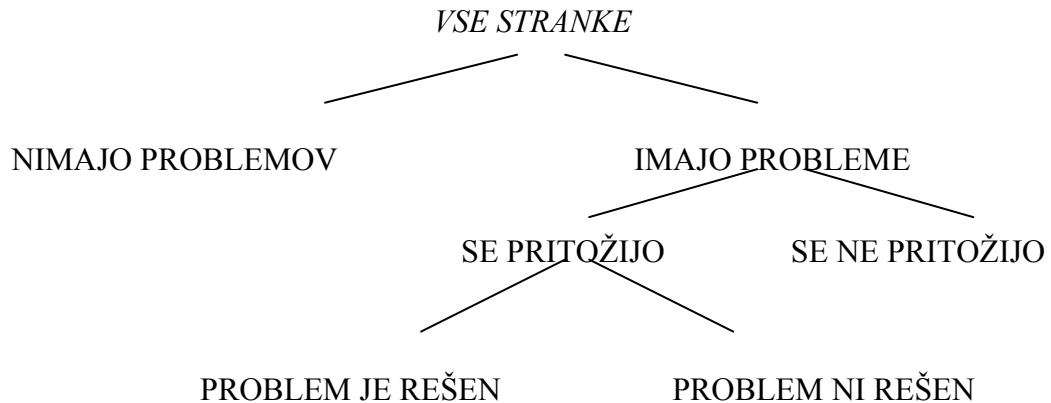 VSE STRANKE
NIMAJO PROBLEMOV IMAJO PROBLEME
SE PRITOŽIJO SE NE PRITOŽIJO
PROBLEM JE REŠEN PROBLEM NI REŠEN